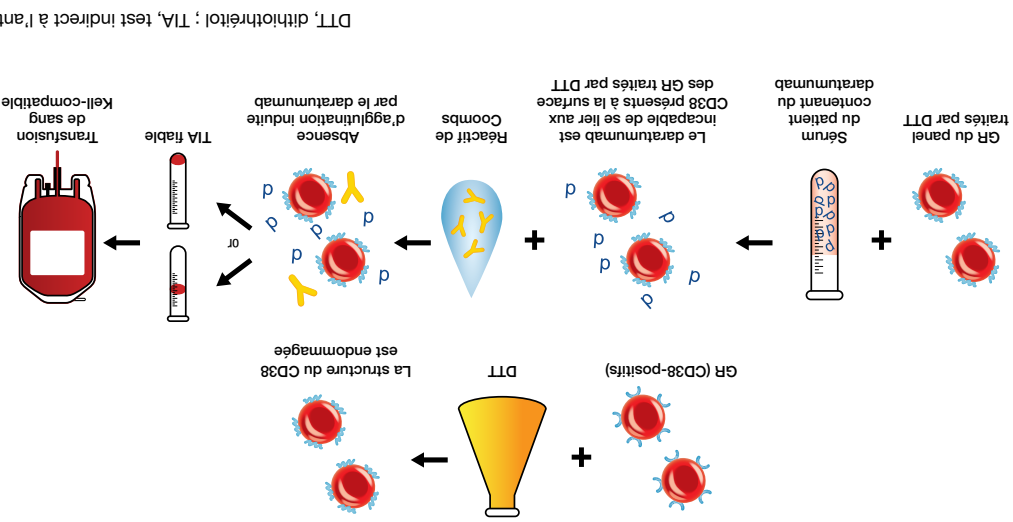 GR (CD38-positifs)
DTT
La structure du CD38
est endommagée
GR du panel
traités par DTT
Sérum
du patient
contenant du
daratumumab
Le daratumumab est
incapable de se lier aux
CD38 présents à la surface
des GR traités par DTT
Réactif de
Coombs
Absence
d'agglutination induite
par le daratumumab
or
TIA fiable
Transfusion
de sang
Kell-compatible
DTT, dithiothréitol ; TIA, test indirect à l'ant